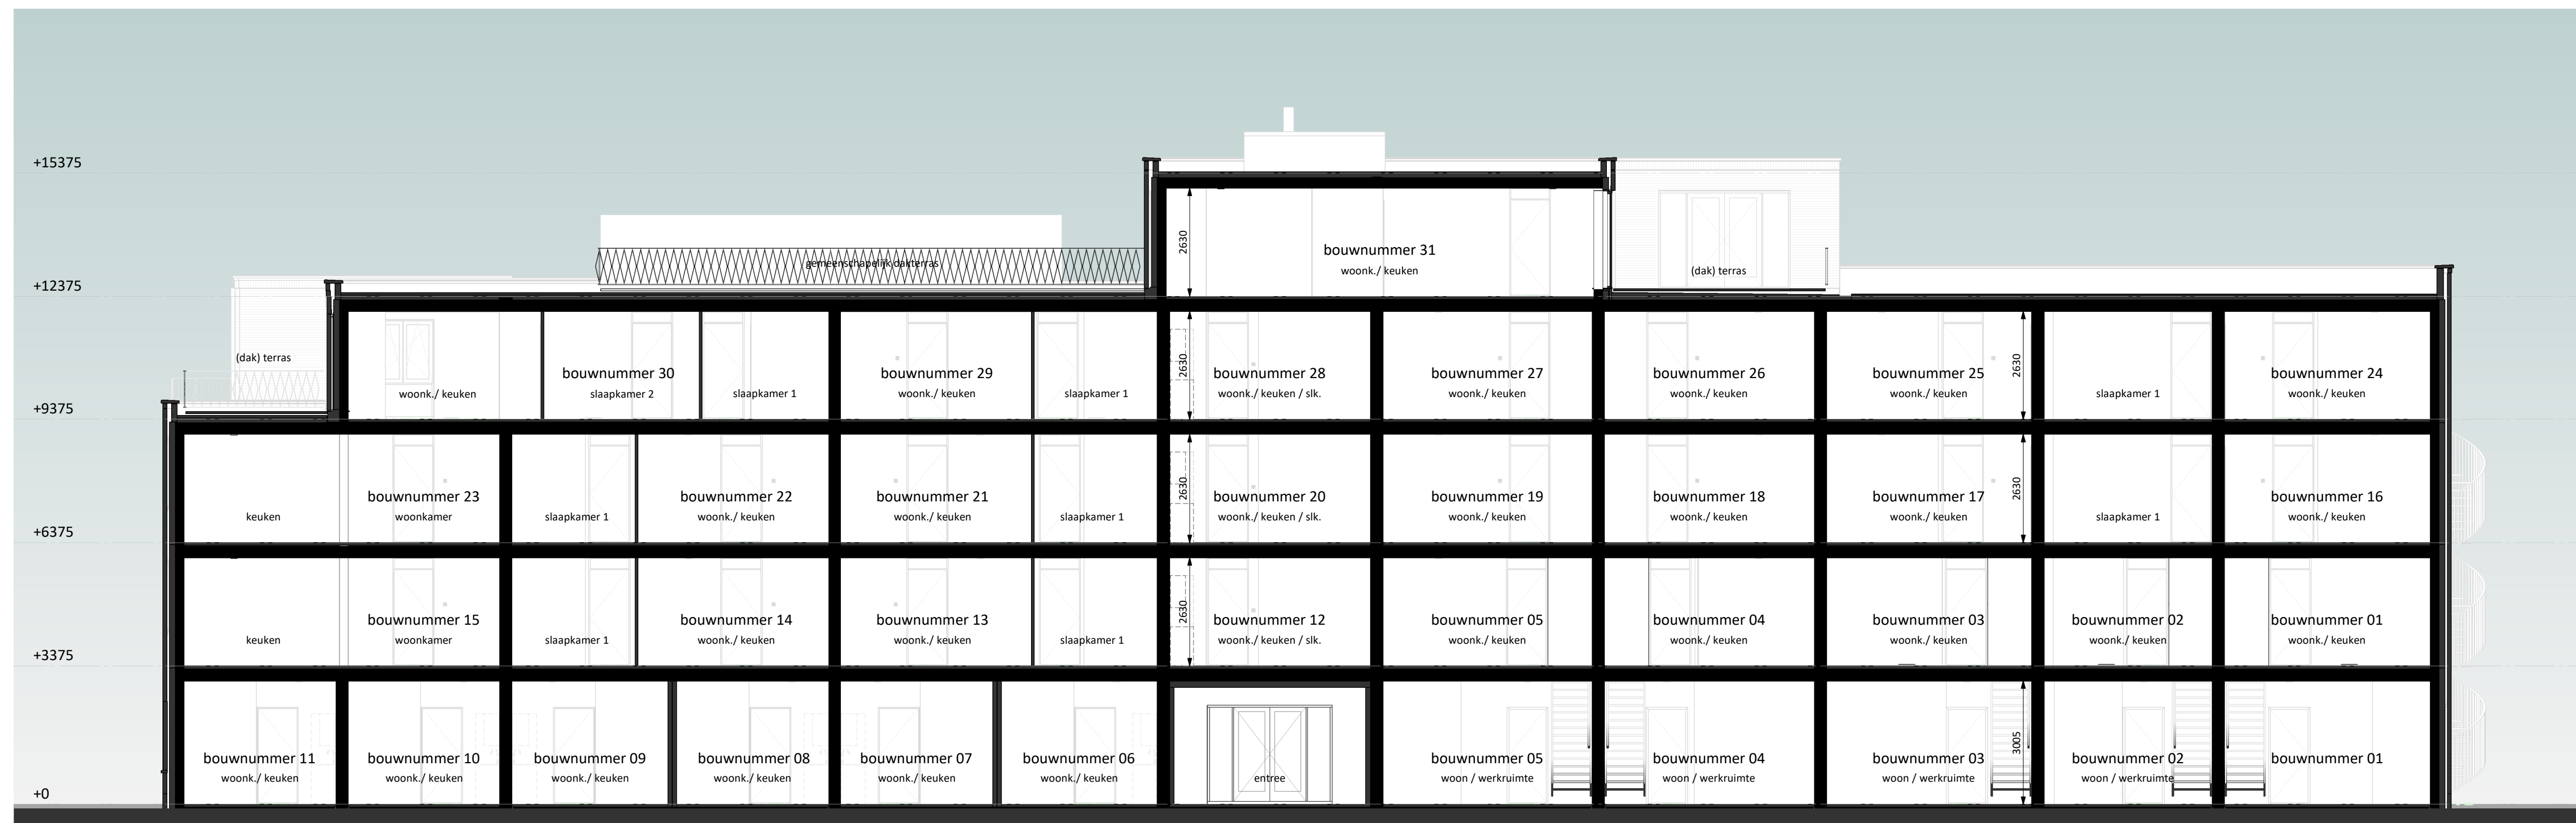 +15375
2630
bouwnummer 31
woonk./ keuken
(dak) terras
gemeenschapelijk dakterras
+12375
(dak) terras
woonk./ keuken
bouwnummer 30
slaapkamer 2
slaapkamer 1
bouwnummer 29
woonk./ keuken
slaapkamer 1
2630
bouwnummer 28
woonk./ keuken / slk.
bouwnummer 27
woonk./ keuken
bouwnummer 26
woonk./ keuken
bouwnummer 25
woonk./ keuken
2630
slaapkamer 1
bouwnummer 24
woonk./ keuken
+9375
keuken
bouwnummer 23
woonkamer
slaapkamer 1
bouwnummer 22
woonk./ keuken
bouwnummer 21
woonk./ keuken
slaapkamer 1
2630
bouwnummer 20
woonk./ keuken / slk.
bouwnummer 19
woonk./ keuken
bouwnummer 18
woonk./ keuken
bouwnummer 17
woonk./ keuken
2630
slaapkamer 1
bouwnummer 16
woonk./ keuken
+6375
keuken
bouwnummer 15
woonkamer
slaapkamer 1
bouwnummer 14
woonk./ keuken
bouwnummer 13
woonk./ keuken
slaapkamer 1
2630
bouwnummer 12
woonk./ keuken / slk.
bouwnummer 05
woonk./ keuken
bouwnummer 04
woonk./ keuken
bouwnummer 03
woonk./ keuken
bouwnummer 02
woonk./ keuken
bouwnummer 01
woonk./ keuken
+3375
bouwnummer 11
woonk./ keuken
bouwnummer 10
woonk./ keuken
bouwnummer 09
woonk./ keuken
bouwnummer 08
woonk./ keuken
bouwnummer 07
woonk./ keuken
bouwnummer 06
woonk./ keuken
entree
bouwnummer 05
woon / werkruimte
bouwnummer 04
woon / werkruimte
bouwnummer 03
woon / werkruimte
3005
bouwnummer 02
woon / werkruimte
bouwnummer 01
+0